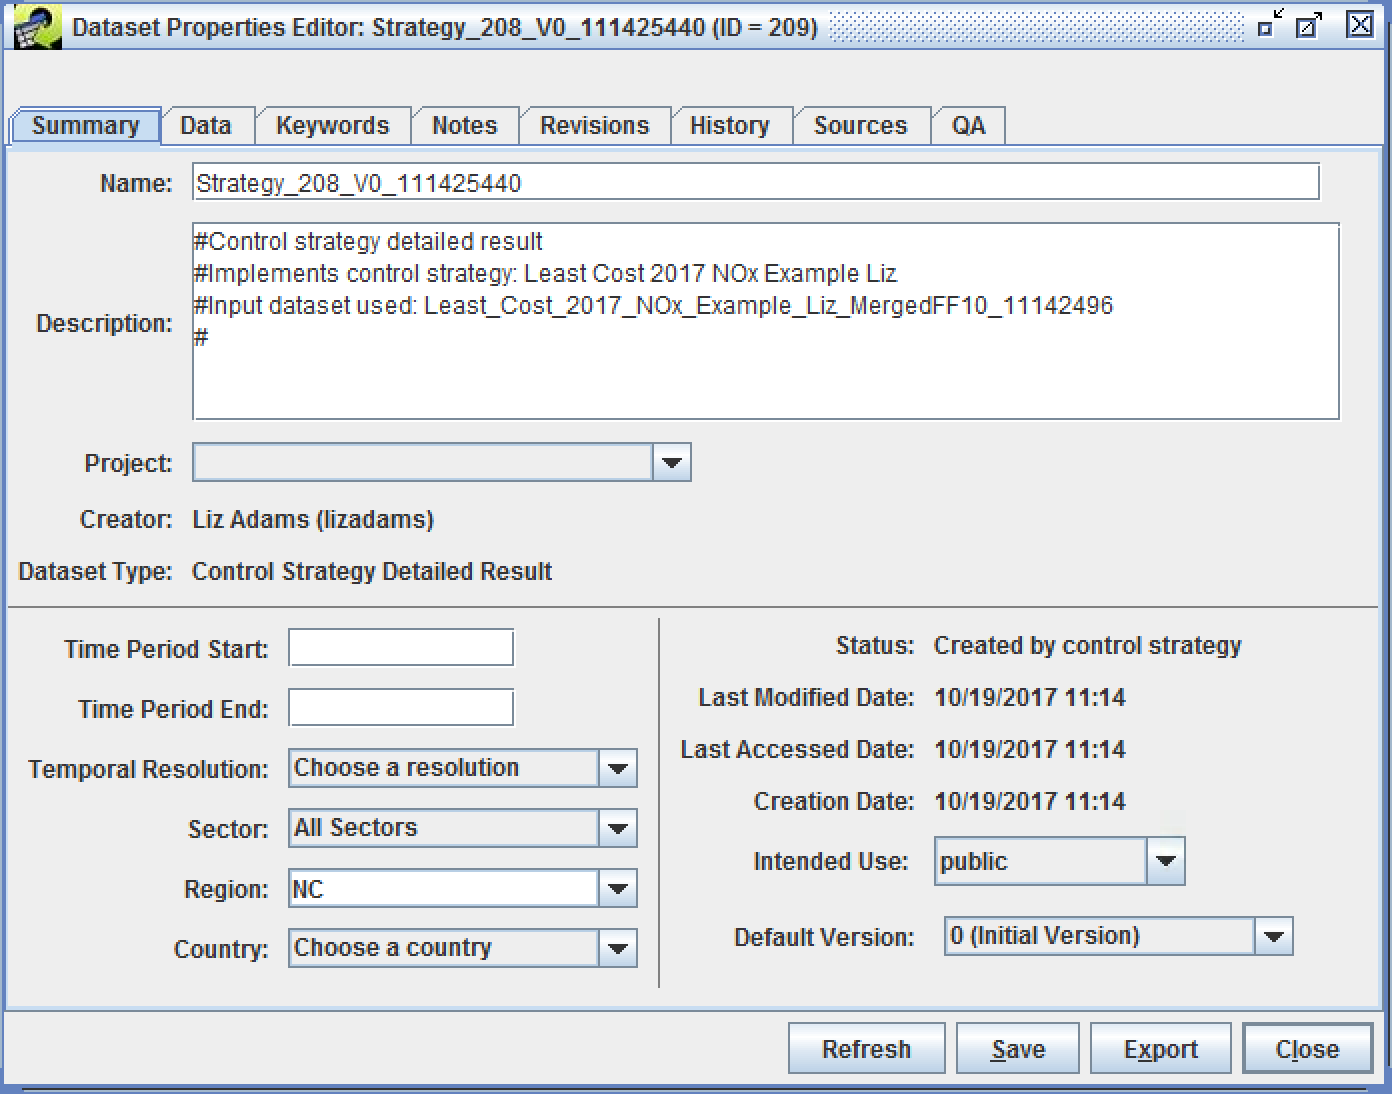 Dataset Properties Editor: Strategy_208_V0_111425440 (ID = 209)
Summary Data Keywords Notes Revisions History Sources QA
Name: Strategy_208_V0_111425440
Description:
#Control strategy detailed result
#Implements control strategy: Least Cost 2017 NOx Example Liz
#Input dataset used: Least_Cost_2017_NOx_Example_Liz_MergedFF10_11142496
#
Project:
Creator: Liz Adams (lizadams)
Dataset Type: Control Strategy Detailed Result
Time Period Start:
Time Period End:
Temporal Resolution: Choose a resolution
Sector: All Sectors
Region: NC
Country: Choose a country
Status: Created by control strategy
Last Modified Date: 10/19/2017 11:14
Last Accessed Date: 10/19/2017 11:14
Creation Date: 10/19/2017 11:14
Intended Use: public
Default Version: 0 (Initial Version)
Refresh Save Export Close